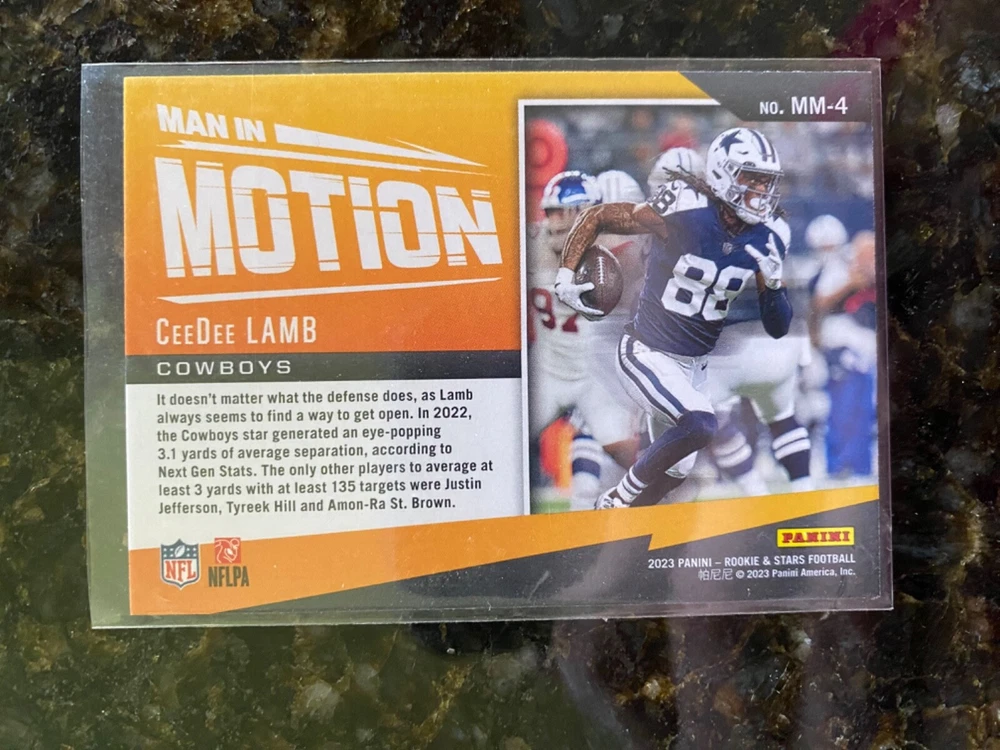 MAN IN
MOTION
CEEDEE LAMB
COWBOYS
It doesn't matter what the defense does, as Lamb
always seems to find a way to get open. In 2022,
the Cowboys star generated an eye-popping
3.1 yards of average separation, according to
Next Gen Stats. The only other players to average at
least 3 yards with at least 135 targets were Justin
Jefferson, Tyreek Hill and Amon-Ra St. Brown.
NFL
NFLPA
NO. MM-4
88
88
97
PANINI
2023 PANINI – ROOKIE & STARS FOOTBALL
帕尼尼 © 2023 Panini America, Inc.